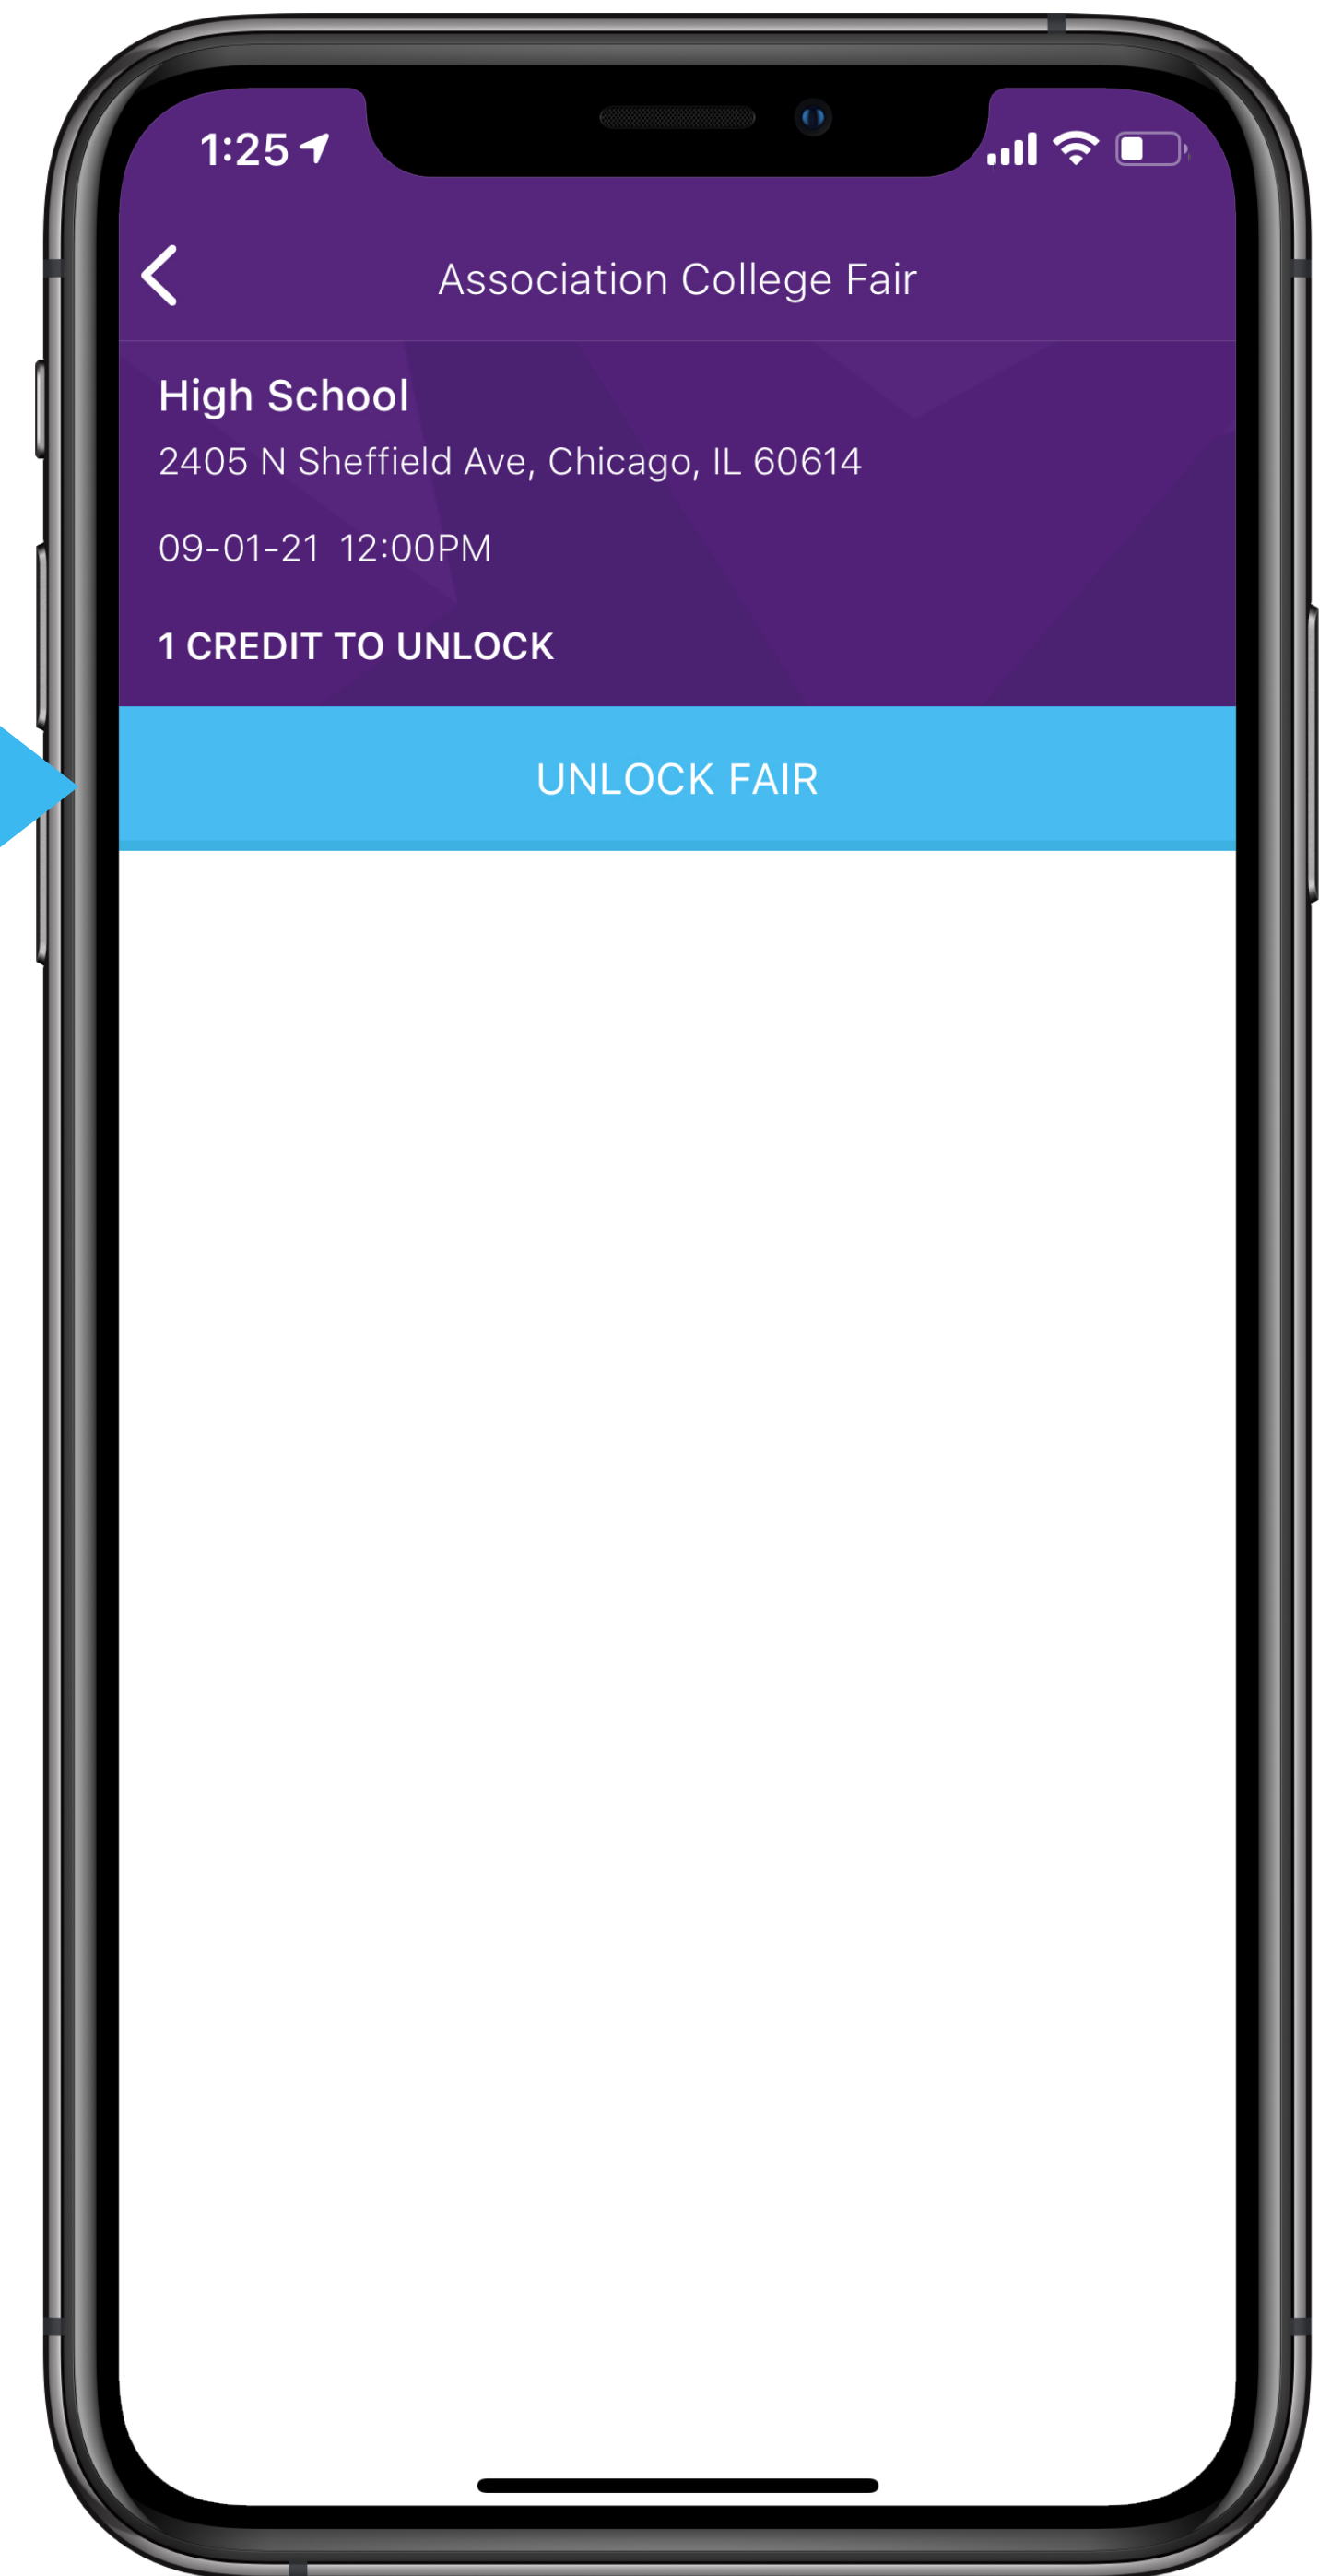 1:25
Association College Fair
High School
2405 N Sheffield Ave, Chicago, IL 60614
09-01-21 12:00PM
1 CREDIT TO UNLOCK
UNLOCK FAIR